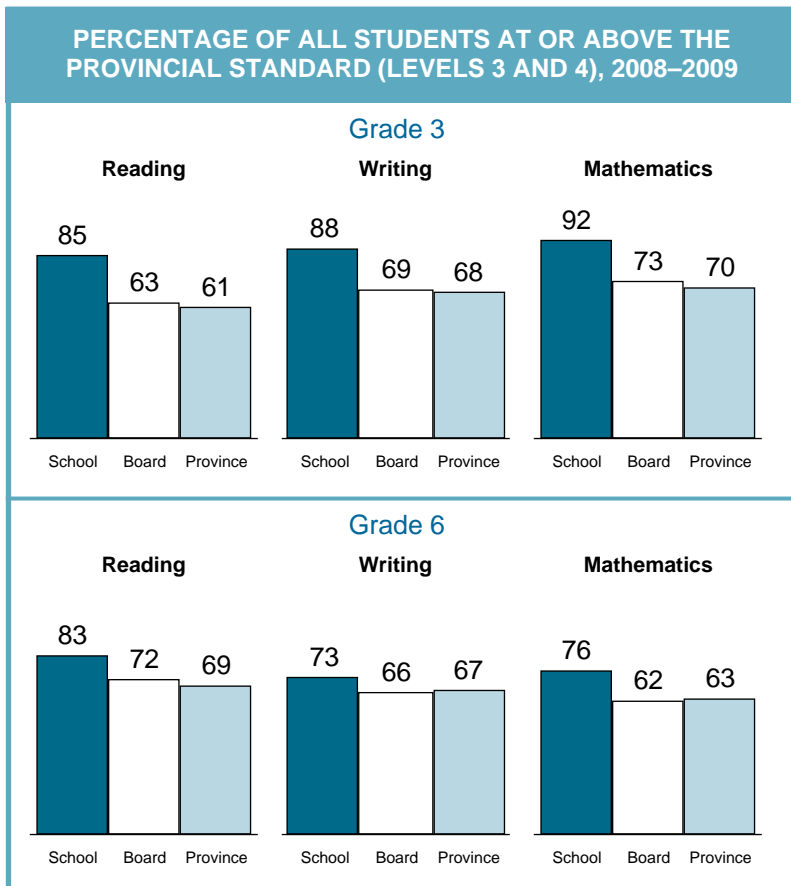 PERCENTAGE OF ALL STUDENTS AT OR ABOVE THE
PROVINCIAL STANDARD (LEVELS 3 AND 4), 2008–2009
Grade 3
Reading Writing Mathematics
85 63 61 88 69 68 92 73 70
School Board Province School Board Province School Board Province
Grade 6
Reading Writing Mathematics
83 72 69 73 66 67 76 62 63
School Board Province School Board Province School Board Province